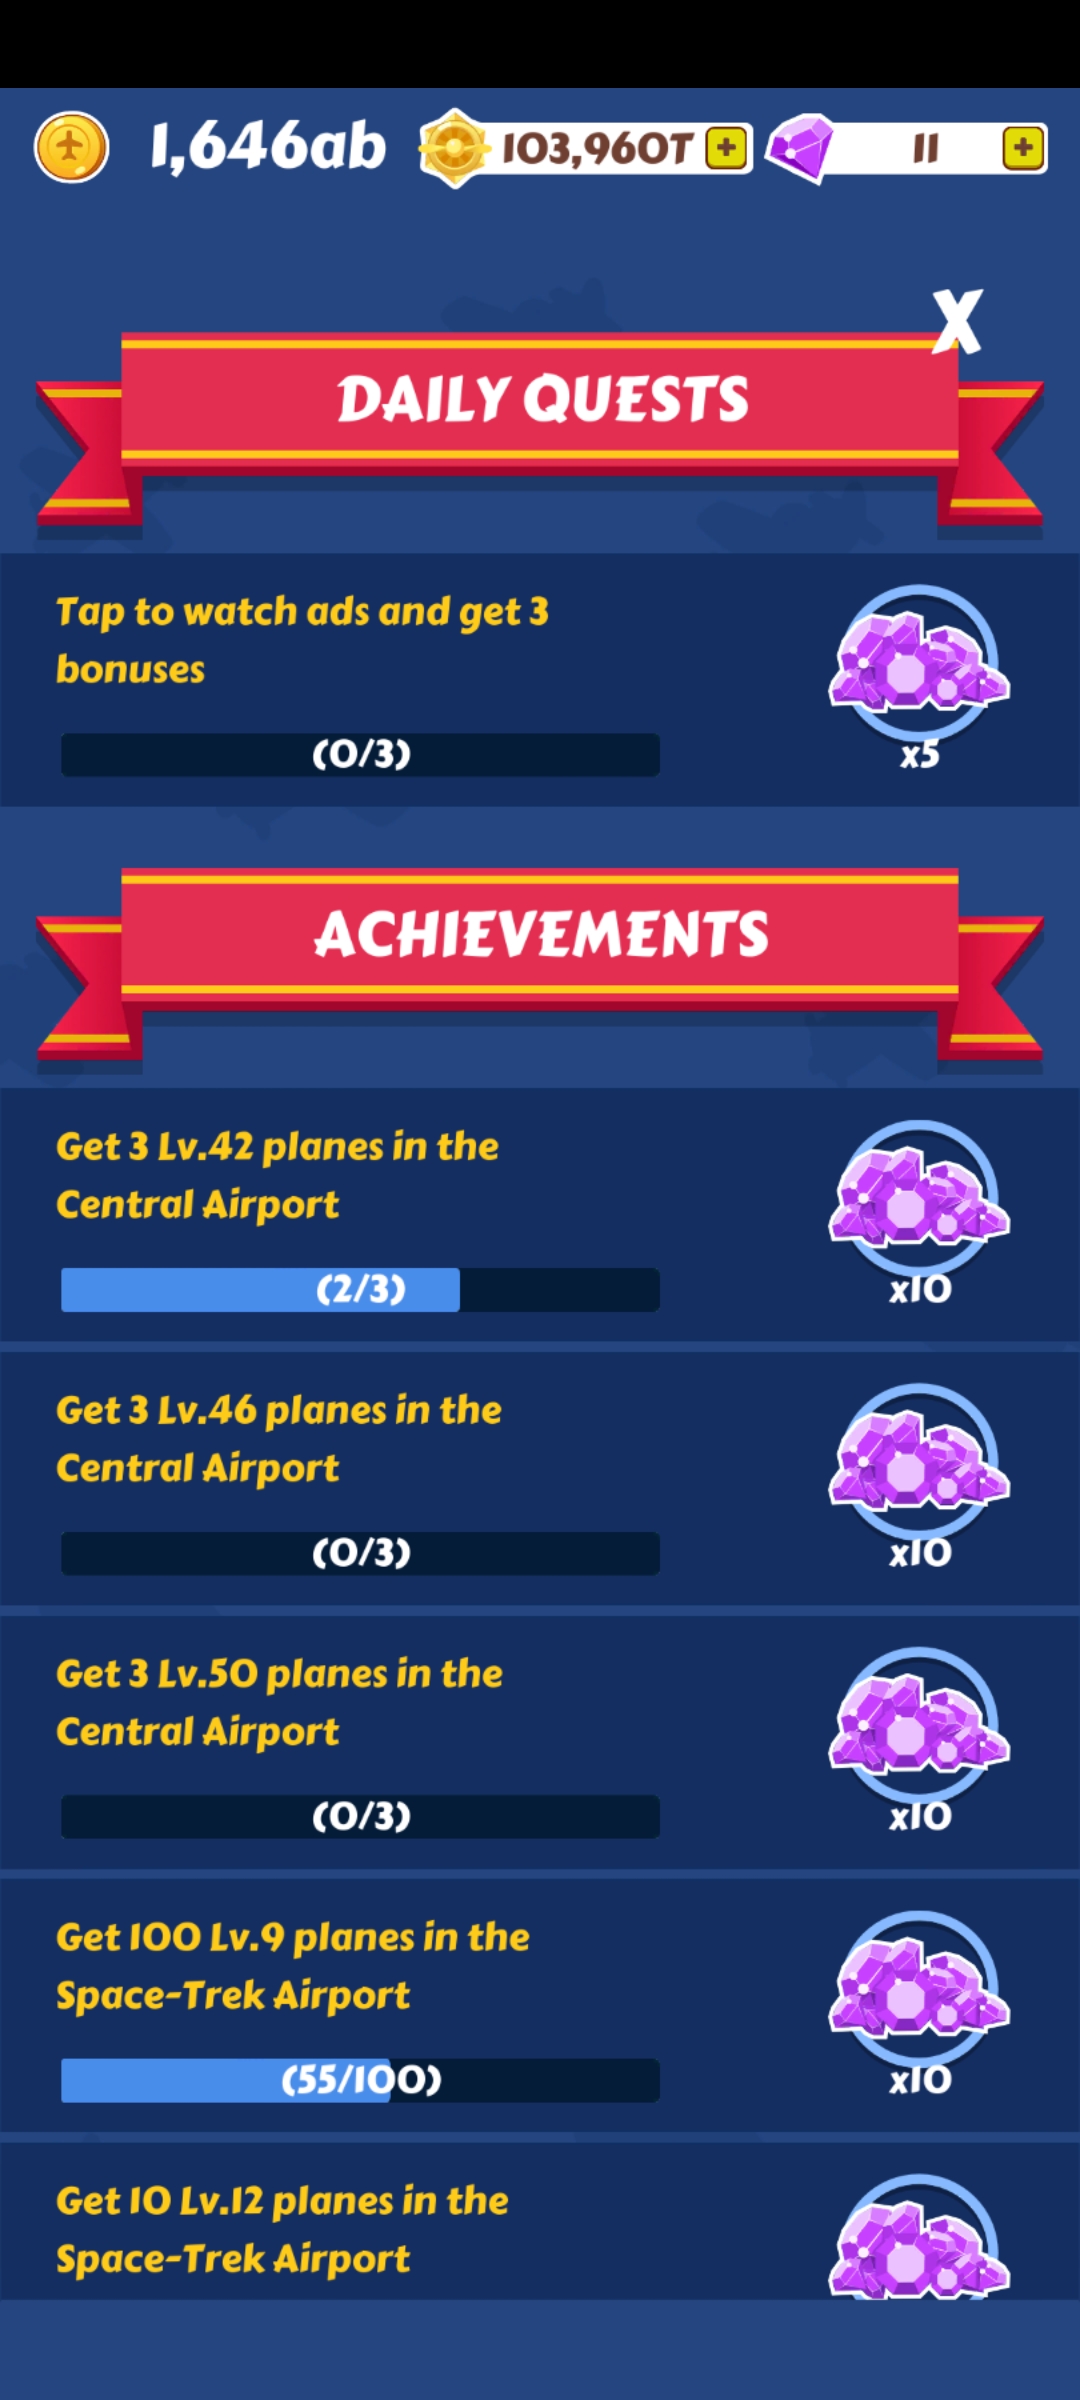 1,646ab 103,960T + 11 +
X
DAILY QUESTS
Tap to watch ads and get 3
bonuses
(0/3)
x5
ACHIEVEMENTS
Get 3 Lv.42 planes in the
Central Airport
(2/3)
x10
Get 3 Lv.46 planes in the
Central Airport
(0/3)
x10
Get 3 Lv.50 planes in the
Central Airport
(0/3)
x10
Get 100 Lv.9 planes in the
Space-Trek Airport
(55/100)
x10
Get 10 Lv.12 planes in the
Space-Trek Airport